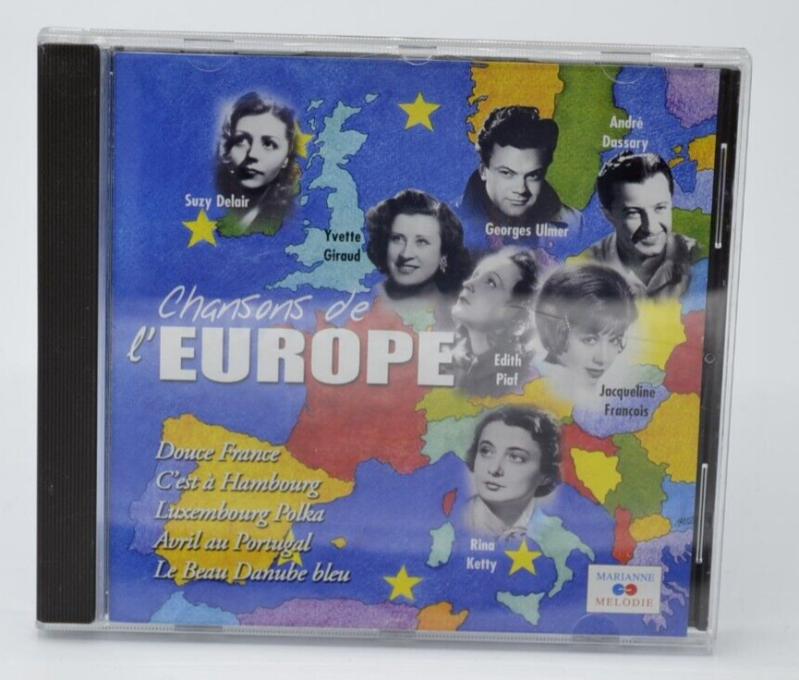 André
Dassary
Suzy Delair
Yvette
Giraud
Georges Ulmer
Chansons de
l'EUROPE
Edith
Piaf
Jacqueline
François
Douce France
C'est à Hambourg
Luxembourg Polka
Avril au Portugal
Le Beau Danube bleu
Rina
Ketty
MARIANNE
MELODIE